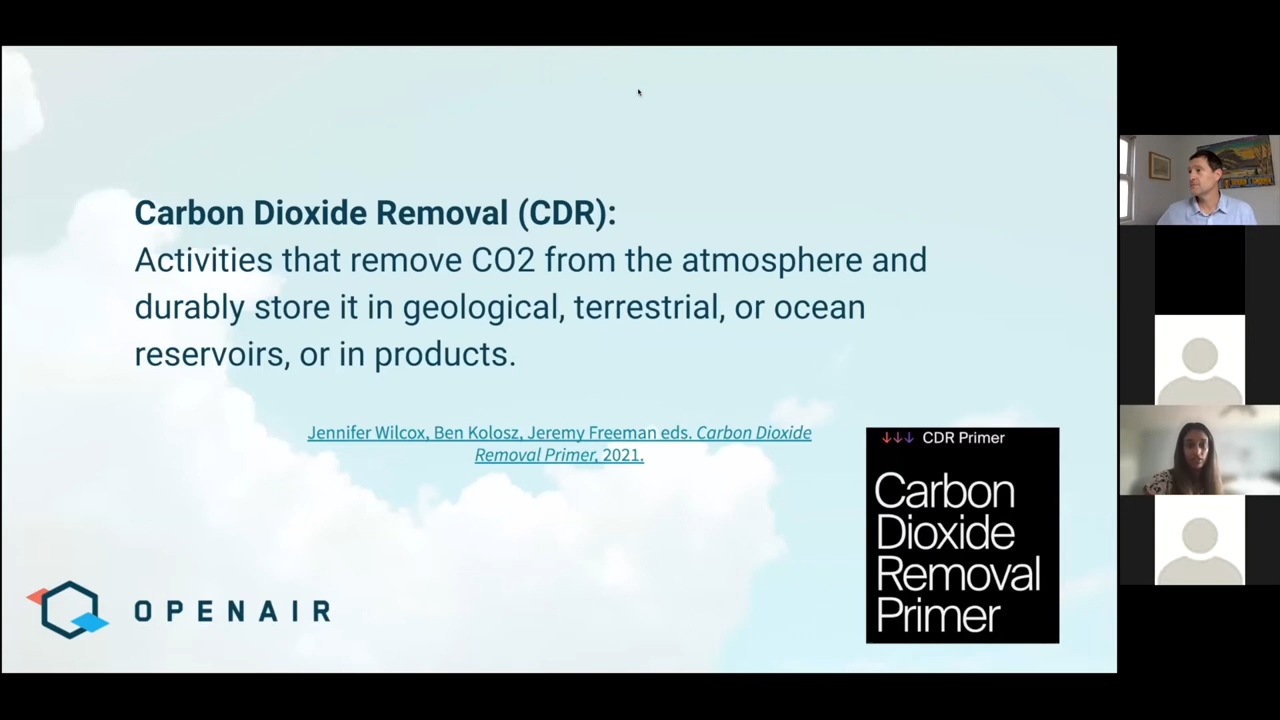 Carbon Dioxide Removal (CDR):
Activities that remove CO2 from the atmosphere and
durably store it in geological, terrestrial, or ocean
reservoirs, or in products.
Jennifer Wilcox, Ben Kolosz, Jeremy Freeman eds. Carbon Dioxide
Removal Primer, 2021.
CDR Primer
Carbon
Dioxide
Removal
Primer
OPENAIR